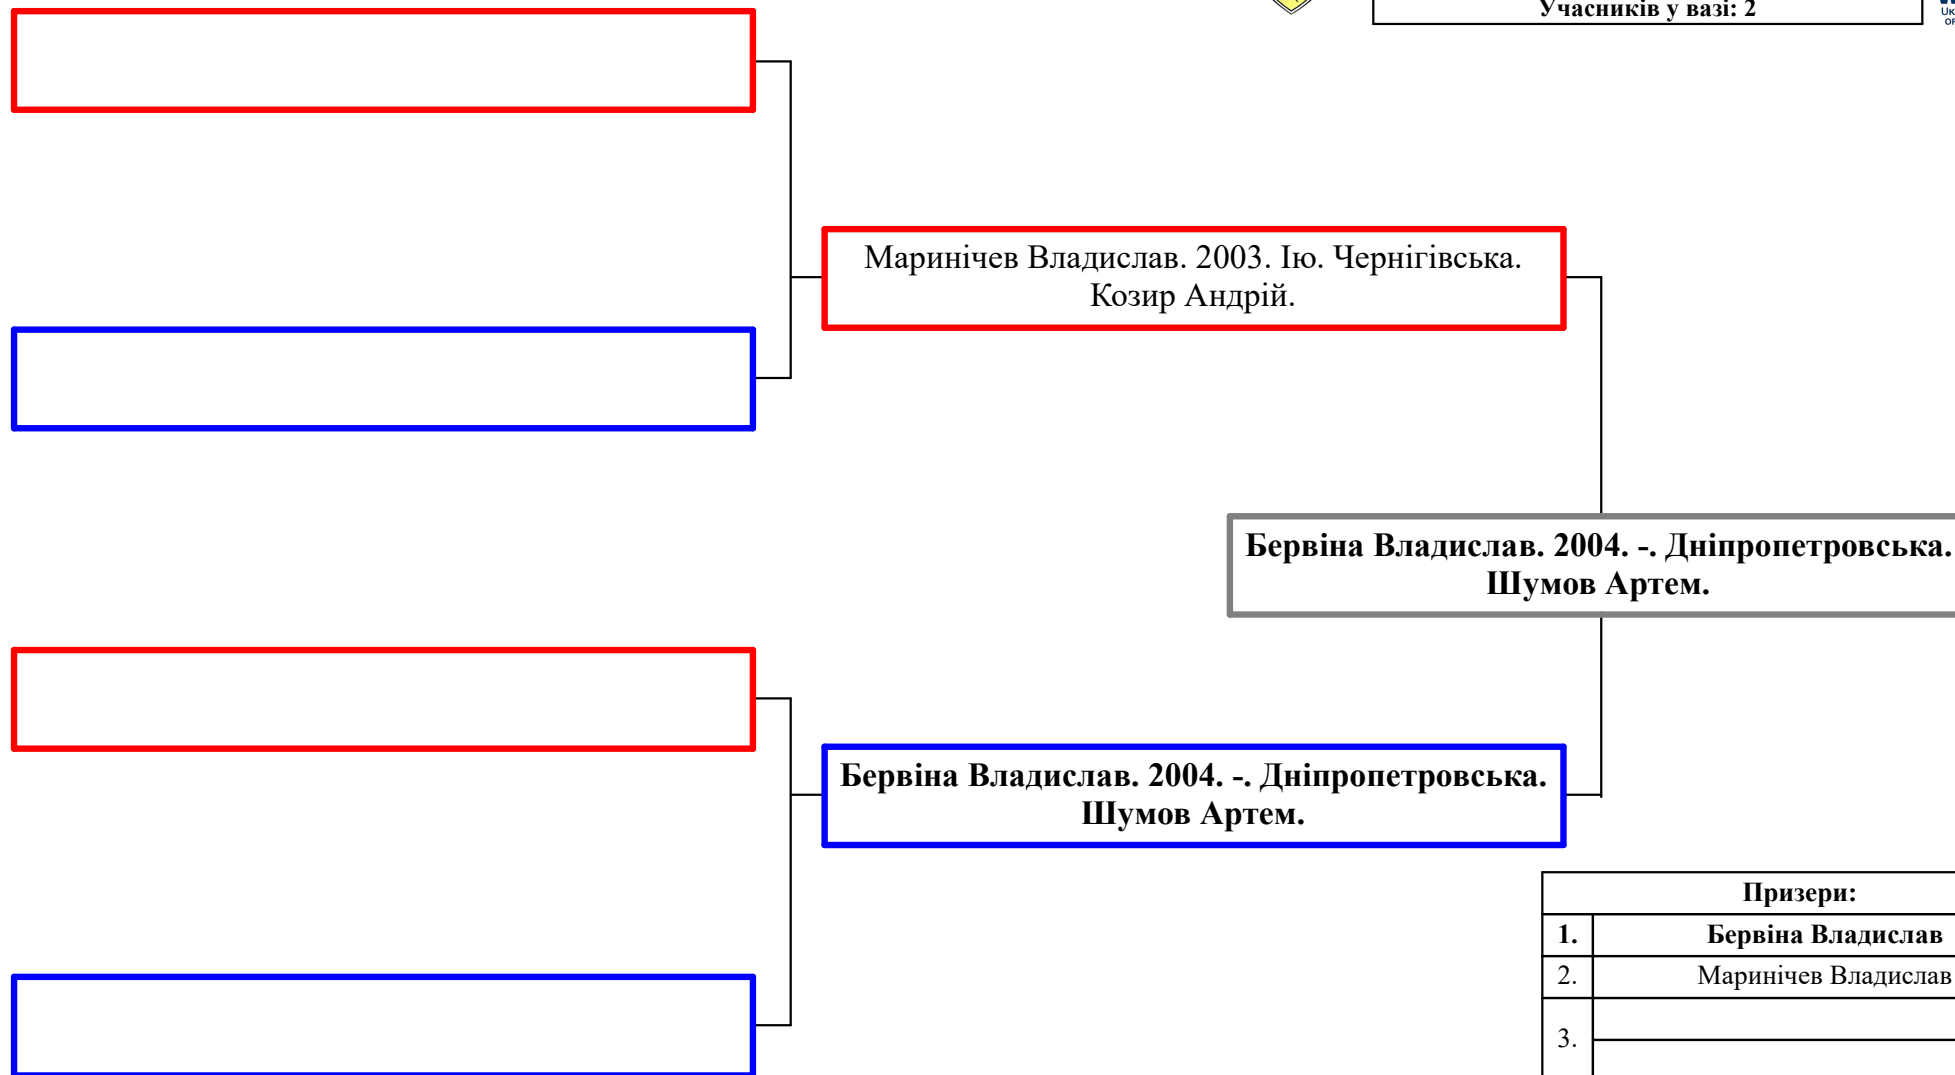 Учасників у вазі: 2
Маринічев Владислав. 2003. Ію. Чернігівська.
Козир Андрій.
Бервіна Владислав. 2004. -. Дніпропетровська.
Шумов Артем.
Бервіна Владислав. 2004. -. Дніпропетровська.
Шумов Артем.
Призери:
1. Бервіна Владислав
2. Маринічев Владислав
3.